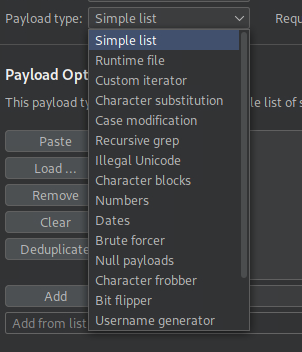 Payload type: Simple list Requ
Simple list
Runtime file
Custom iterator
Character substitution
Case modification
Recursive grep
Illegal Unicode
Character blocks
Numbers
Dates
Brute forcer
Null payloads
Character frobber
Bit flipper
Username generator
Payload Opt
This payload ty le list of s
Paste
Load ...
Remove
Clear
Deduplicate
Add
Add from list